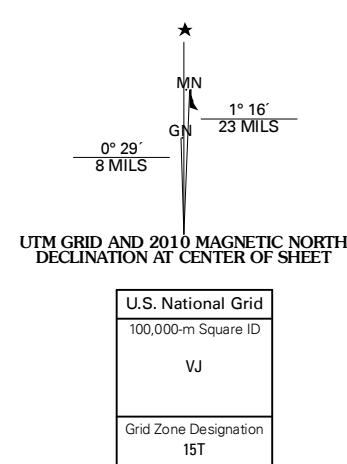 ★
MN
1° 16´
23 MILS
GN
0° 29´
8 MILS
UTM GRID AND 2010 MAGNETIC NORTH
DECLINATION AT CENTER OF SHEET
U.S. National Grid
100,000-m Square ID
VJ
Grid Zone Designation
15T